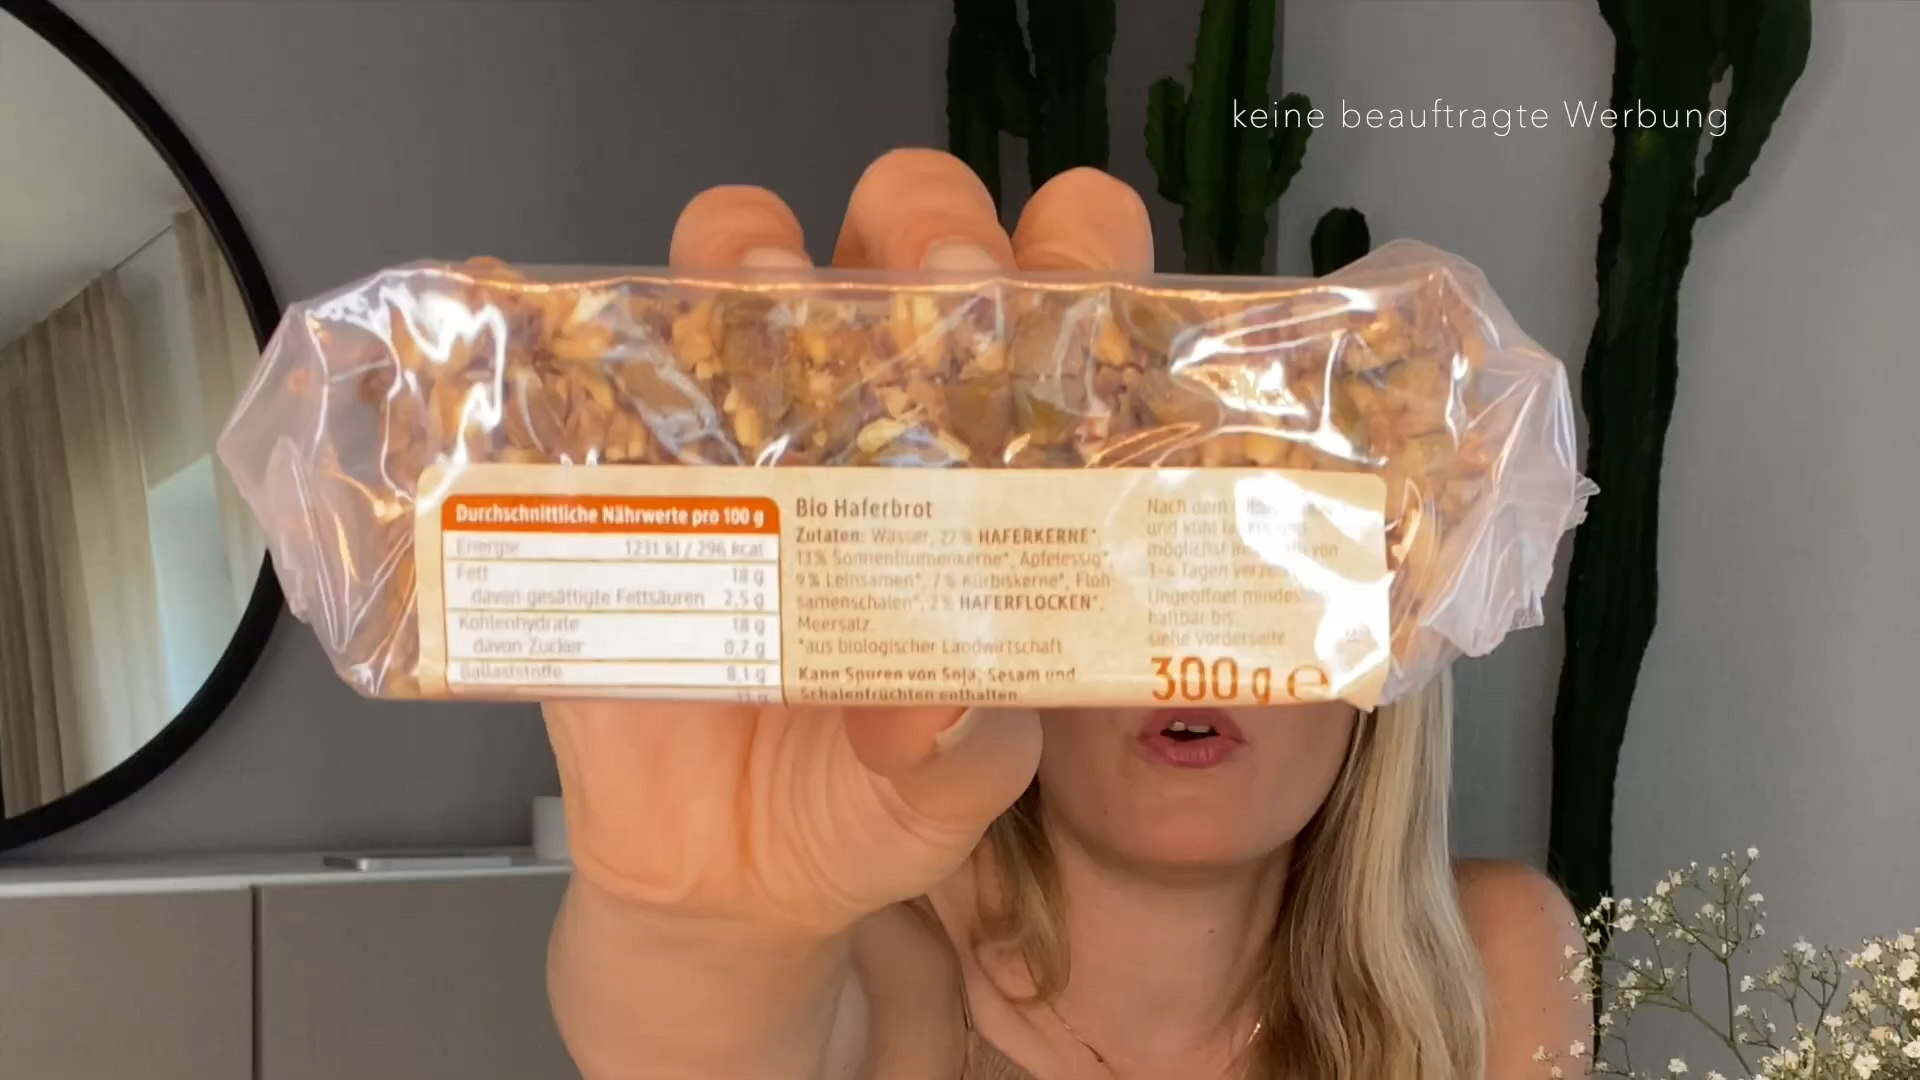 keine beauftragte Werbung
Durchschnittliche Nährwerte pro 100 g
Energie 1231 kJ / 296 kcal
Fett 18 g
davon gesättigte Fettsäuren 2,5 g
Kohlenhydrate 18 g
davon Zucker 0,7 g
Ballaststoffe 8,1 g
Bio Haferbrot
Zutaten: Wasser, 27% HAFERKERNE*,
13% Sonnenblumenkerne*, Apfelessig*,
9% Leinsamen*, 7% Kürbiskerne*, Floh-
samenschalen*, 2% HAFERFLOCKEN*,
Meersalz.
*aus biologischer Landwirtschaft
Kann Spuren von Soja, Sesam und
Schalenfrüchten enthalten.
Nach dem
und kühl
möglichst
1-4 Tagen
Ungeöffnet
haltbar bis:
siehe Vorderseite
300 g e